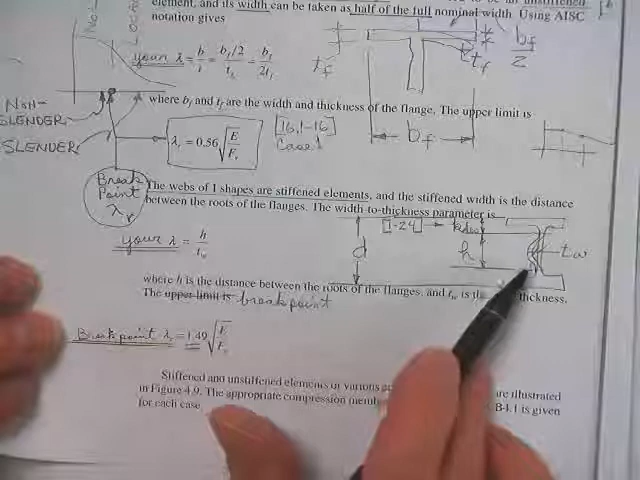 element, and its width can be taken as half of the full nominal width. Using AISC
notation gives
your λ = b/t = (b_f/2)/t_f = b_f/2t_f
t_f
t_f
b_f/2
NON-SLENDER
SLENDER
where b_f and t_f are the width and thickness of the flange. The upper limit is
λ_r = 0.56√(E/F_y)
[16.1-16]
Case 1
b_f
Break Point λ_r
The webs of I shapes are stiffened elements, and the stiffened width is the distance
between the roots of the flanges. The width-to-thickness parameter is
[1-24]
k_des
your λ = h/t_w
d
h
t_w
where h is the distance between the roots of the flanges, and t_w is the thickness.
The upper limit is breakpoint
Breakpoint λ_r = 1.49√(E/F_y)
Stiffened and unstiffened elements of various are illustrated
in Figure 4.9. The appropriate compression B4.1 is given
for each case